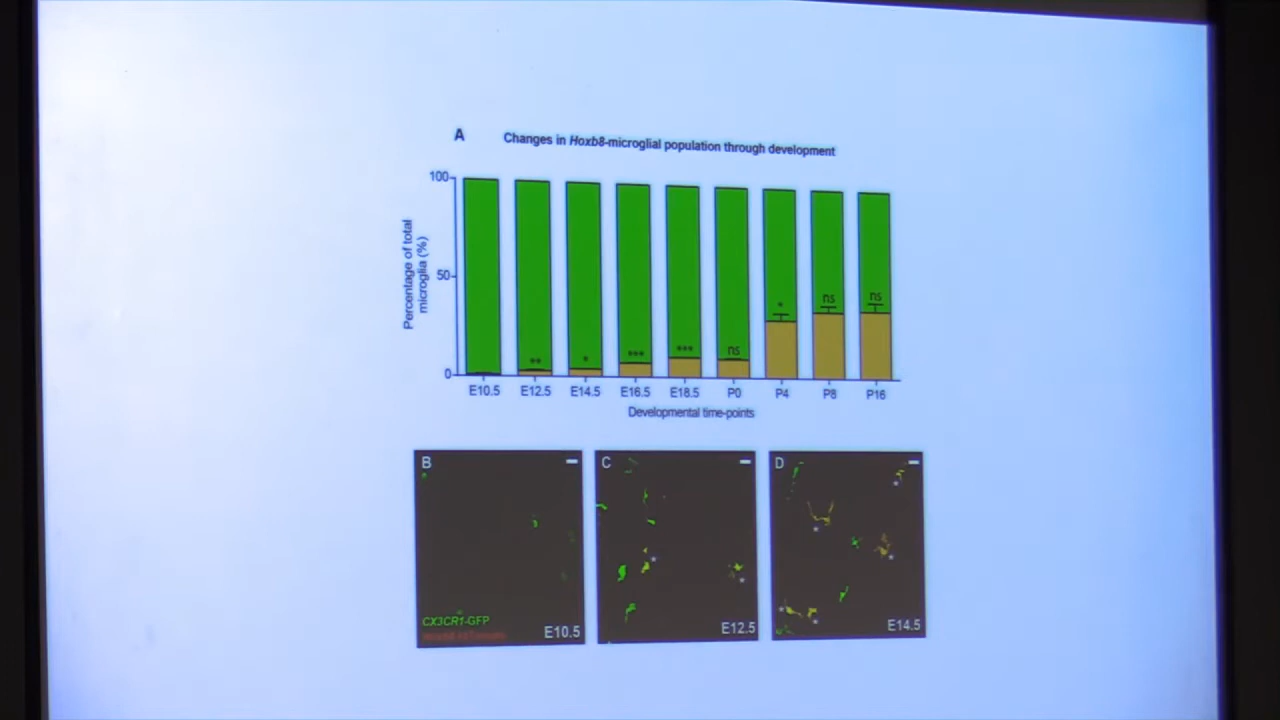 A
Changes in Hoxb8-microglial population through development
Percentage of total
microglia (%)
100
50
0
** * *** *** ns * ns ns
E10.5 E12.5 E14.5 E16.5 E18.5 P0 P4 P8 P16
Developmental time-points
B
CX3CR1-GFP
E10.5
C
E12.5
D
E14.5